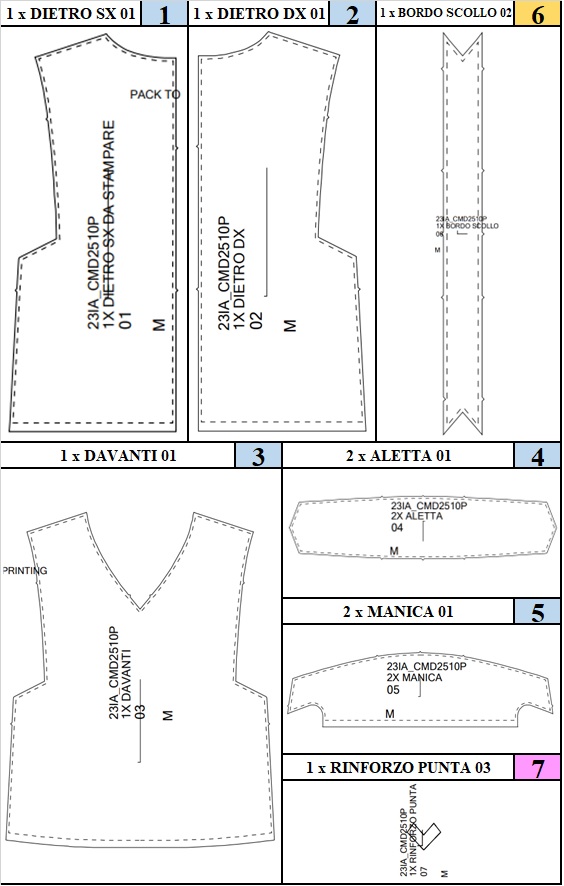 1 x DIETRO SX 01
1
1 x DIETRO DX 01
2
1 x BORDO SCOLLO 02
6
PACK TO
23IA_CMD2510P
1X DIETRO SX DA STAMPARE
01
M
23IA_CMD2510P
1X DIETRO DX
02
M
23IA_CMD2510P
1X BORDO SCOLLO
06
M
1 x DAVANTI 01
3
2 x ALETTA 01
4
PRINTING
23IA_CMD2510P
1X DAVANTI
03
M
23IA_CMD2510P
2X ALETTA
04
M
2 x MANICA 01
5
23IA_CMD2510P
2X MANICA
05
M
1 x RINFORZO PUNTA 03
7
23IA_CMD2510P
1X RINFORZO PUNTA
07
M